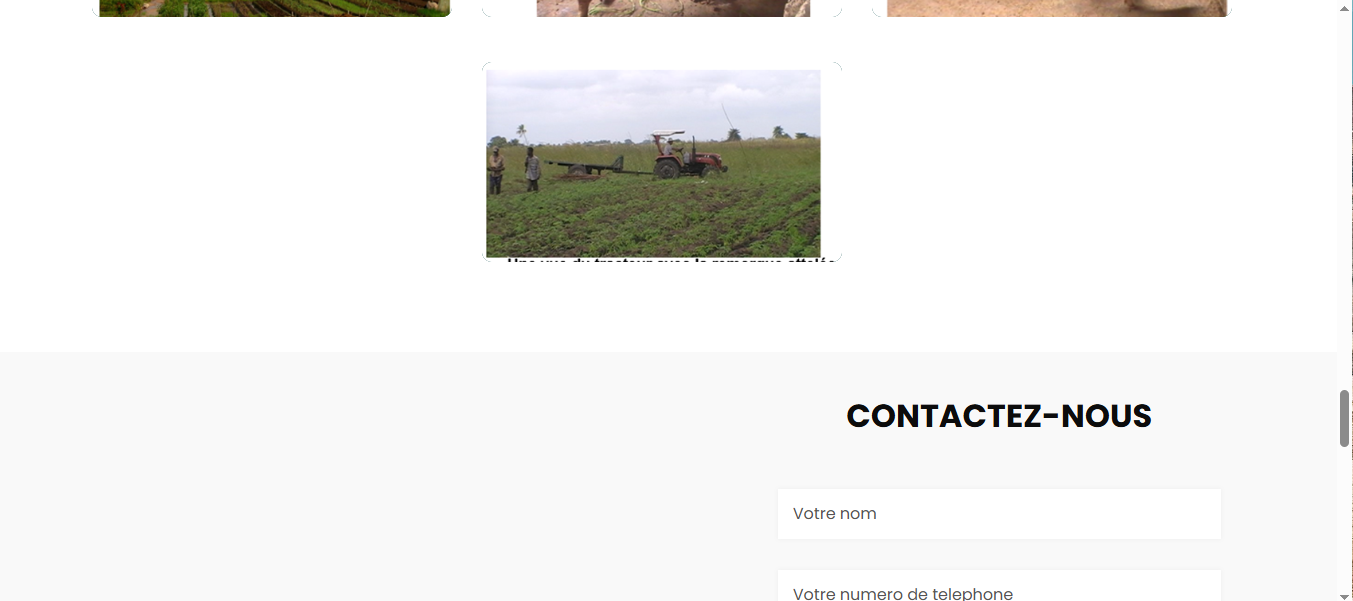 Une vue du tracteur avec la remorque attelée
CONTACTEZ-NOUS
Votre nom
Votre numero de telephone